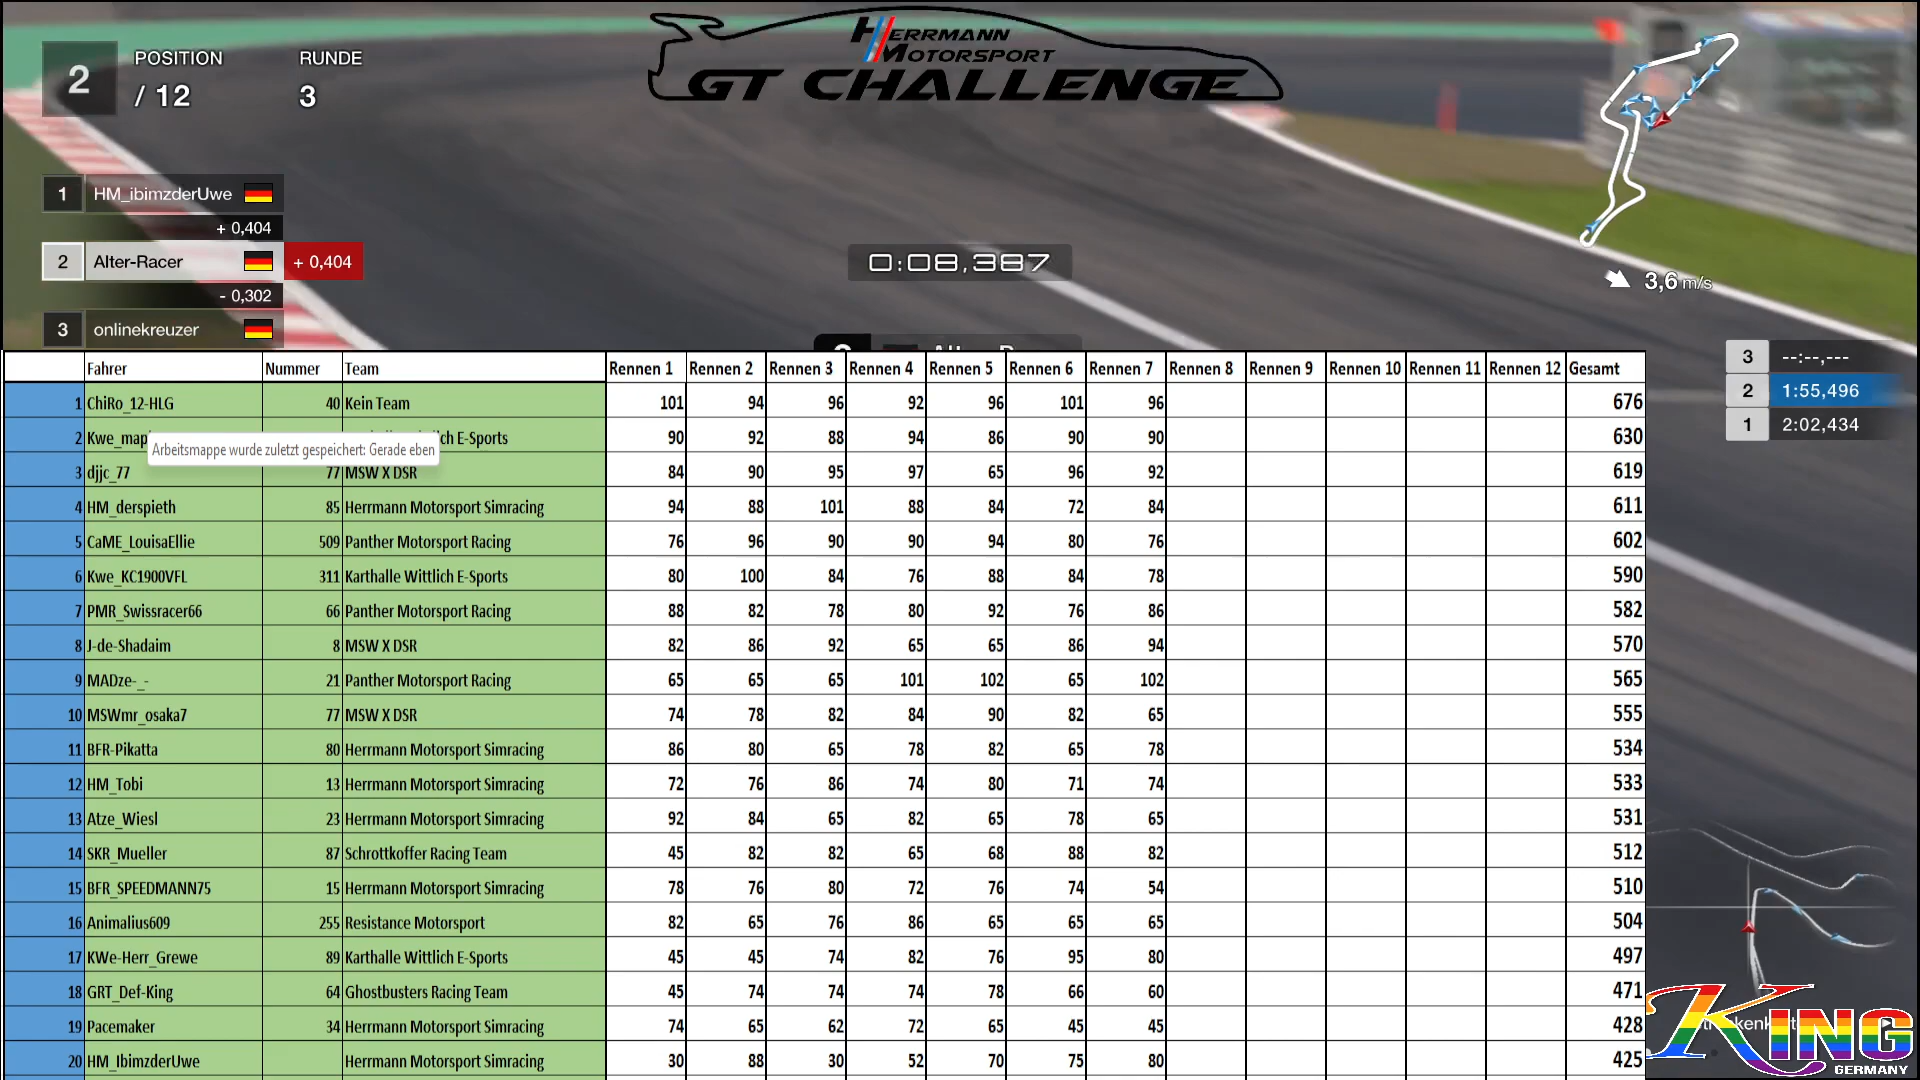 HERRMANN
MOTORSPORT
GT CHALLENGE
2 POSITION RUNDE
/ 12 3
1 HM_ibimzderUwe
+ 0,404
2 Alter-Racer + 0,404
- 0,302
3 onlinekreuzer
0:08,387
3,6 m/s
3 --:--,---
2 1:55,496
1 2:02,434
Fahrer Nummer Team Rennen 1 Rennen 2 Rennen 3 Rennen 4 Rennen 5 Rennen 6 Rennen 7 Rennen 8 Rennen 9 Rennen 10 Rennen 11 Rennen 12 Gesamt
1 ChiRo_12-HLG 40 Kein Team 101 94 96 92 96 101 96 676
2 E-Sports 90 92 88 94 86 90 90 630
Arbeitsmappe wurde zuletzt gespeichert: Gerade eben
3 djjc_77 77 MSW X DSR 84 90 95 97 65 96 92 619
4 HM_derspieth 85 Herrmann Motorsport Simracing 94 88 101 88 84 72 84 611
5 CaME_LouisaEllie 509 Panther Motorsport Racing 76 96 90 90 94 80 76 602
6 Kwe_KC1900VFL 311 Karthalle Wittlich E-Sports 80 100 84 76 88 84 78 590
7 PMR_Swissracer66 66 Panther Motorsport Racing 88 82 78 80 92 76 86 582
8 J-de-Shadaim 8 MSW X DSR 82 86 92 65 65 86 94 570
9 MADze-_- 21 Panther Motorsport Racing 65 65 65 101 102 65 102 565
10 MSWmr_osaka7 77 MSW X DSR 74 78 82 84 90 82 65 555
11 BFR-Pikatta 80 Herrmann Motorsport Simracing 86 80 65 78 82 65 78 534
12 HM_Tobi 13 Herrmann Motorsport Simracing 72 76 86 74 80 71 74 533
13 Atze_Wiesl 23 Herrmann Motorsport Simracing 92 84 65 82 65 78 65 531
14 SKR_Mueller 87 Schrottkoffer Racing Team 45 82 82 65 68 88 82 512
15 BFR_SPEEDMANN75 15 Herrmann Motorsport Simracing 78 76 80 72 76 74 54 510
16 Animalius609 255 Resistance Motorsport 82 65 76 86 65 65 65 504
17 KWe-Herr_Grewe 89 Karthalle Wittlich E-Sports 45 45 74 82 76 95 80 497
18 GRT_Def-King 64 Ghostbusters Racing Team 45 74 74 74 78 66 60 471
19 Pacemaker 34 Herrmann Motorsport Simracing 74 65 62 72 65 45 45 428
20 HM_IbimzderUwe Herrmann Motorsport Simracing 30 88 30 52 70 75 80 425
KING
GERMANY